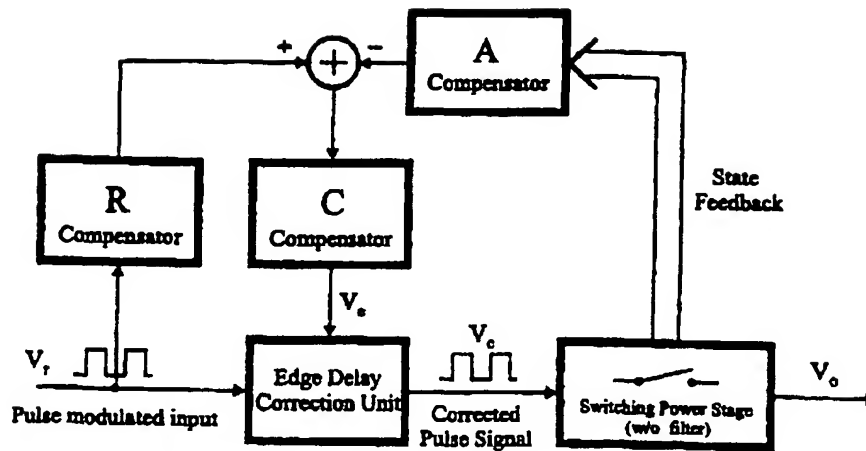 +
−
A
Compensator
R
Compensator
C
Compensator
State
Feedback
Vₑ
Vᵣ
V_c
Edge Delay
Correction Unit
Pulse modulated input
Corrected
Pulse Signal
Switching Power Stage
(w/o filter)
Vₒ